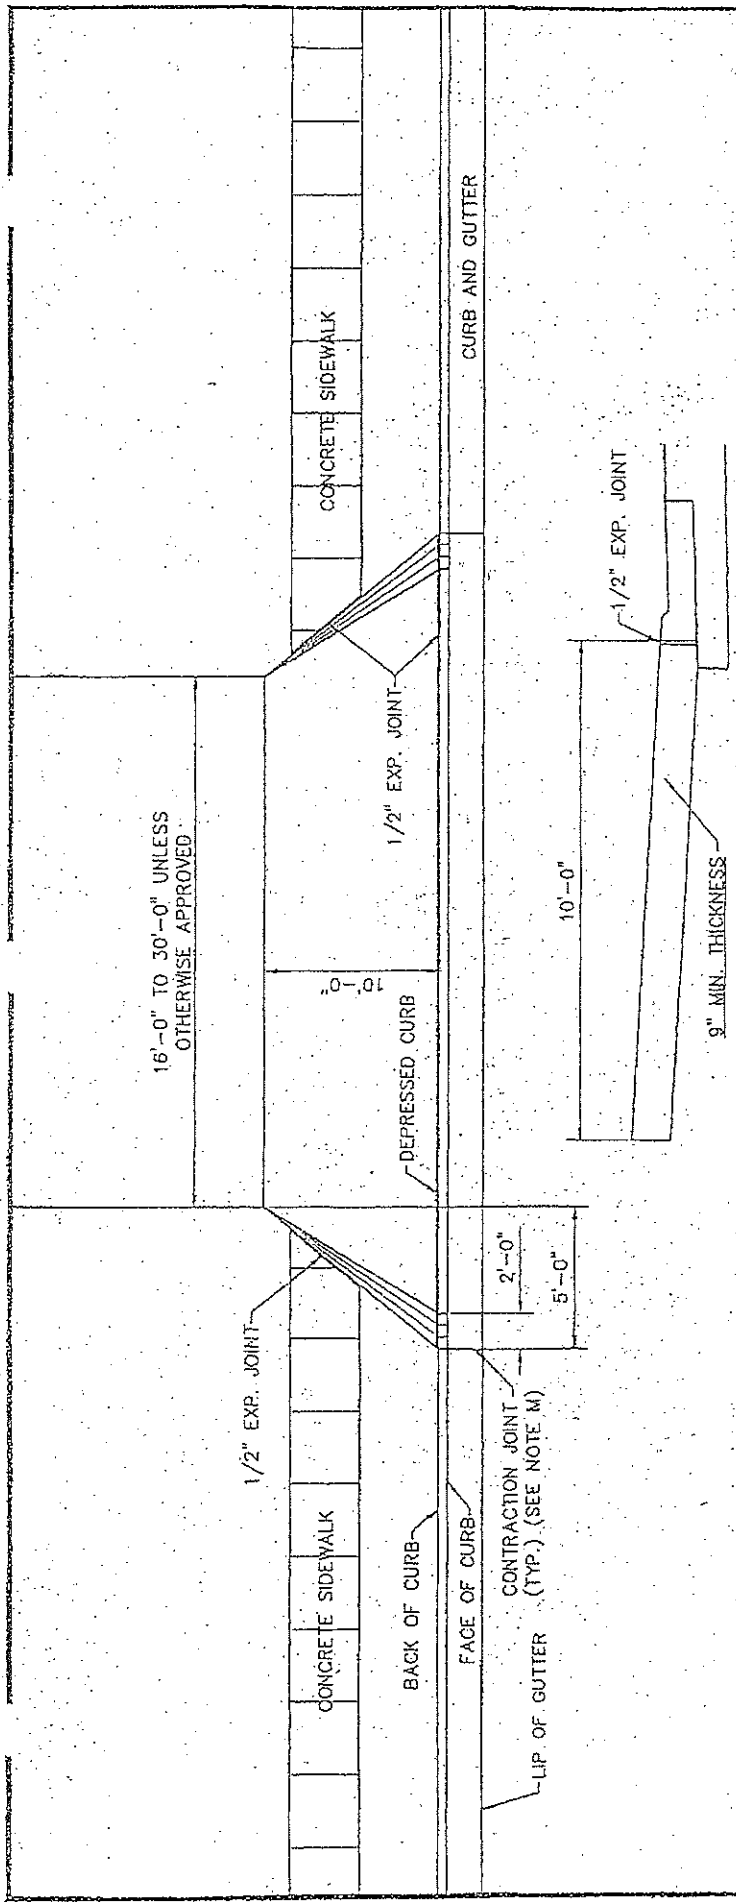 16'-0" TO 30'-0" UNLESS
OTHERWISE APPROVED
1/2" EXP. JOINT
CONCRETE SIDEWALK
CONCRETE SIDEWALK
10'-0"
1/2" EXP. JOINT
BACK OF CURB
DEPRESSED CURB
FACE OF CURB
CURB AND GUTTER
2'-0"
5'-0"
CONTRACTION JOINT
(TYP.) (SEE NOTE M)
LIP OF GUTTER
10'-0"
1/2" EXP. JOINT
9" MIN. THICKNESS